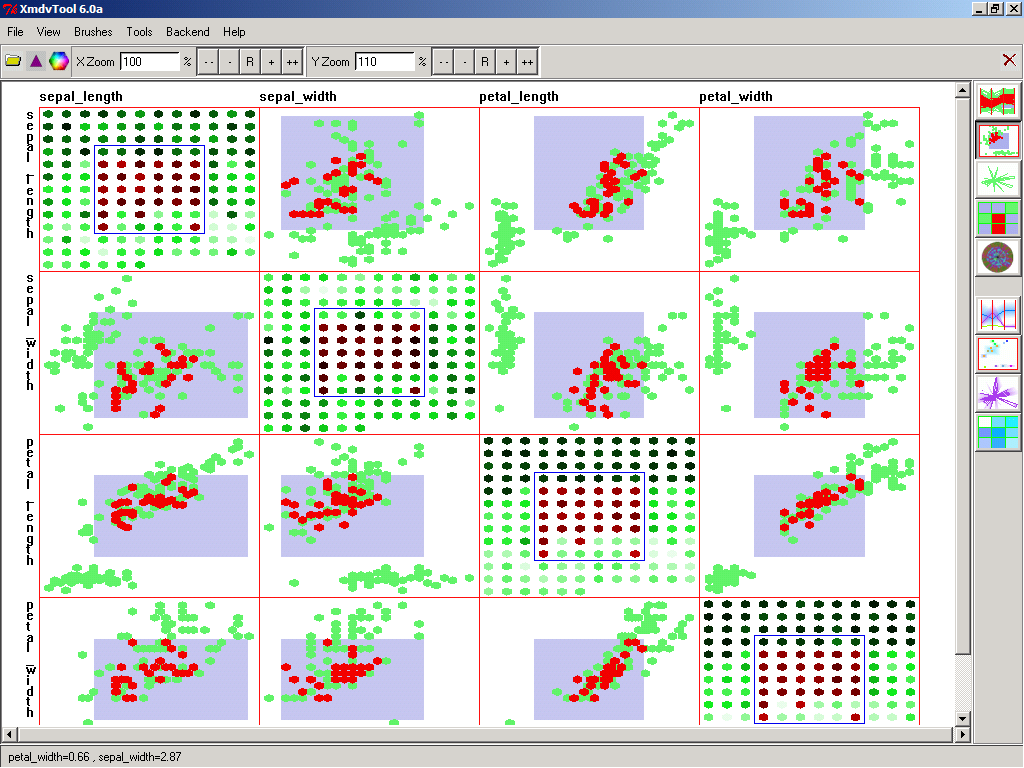 XmdvTool 6.0a
File View Brushes Tools Backend Help
X Zoom 100 % -- - R + ++ Y Zoom 110 % -- - R + ++
sepal_length sepal_width petal_length petal_width
sepal_length
sepal_width
petal_length
petal_width
petal_width=0.66 , sepal_width=2.87